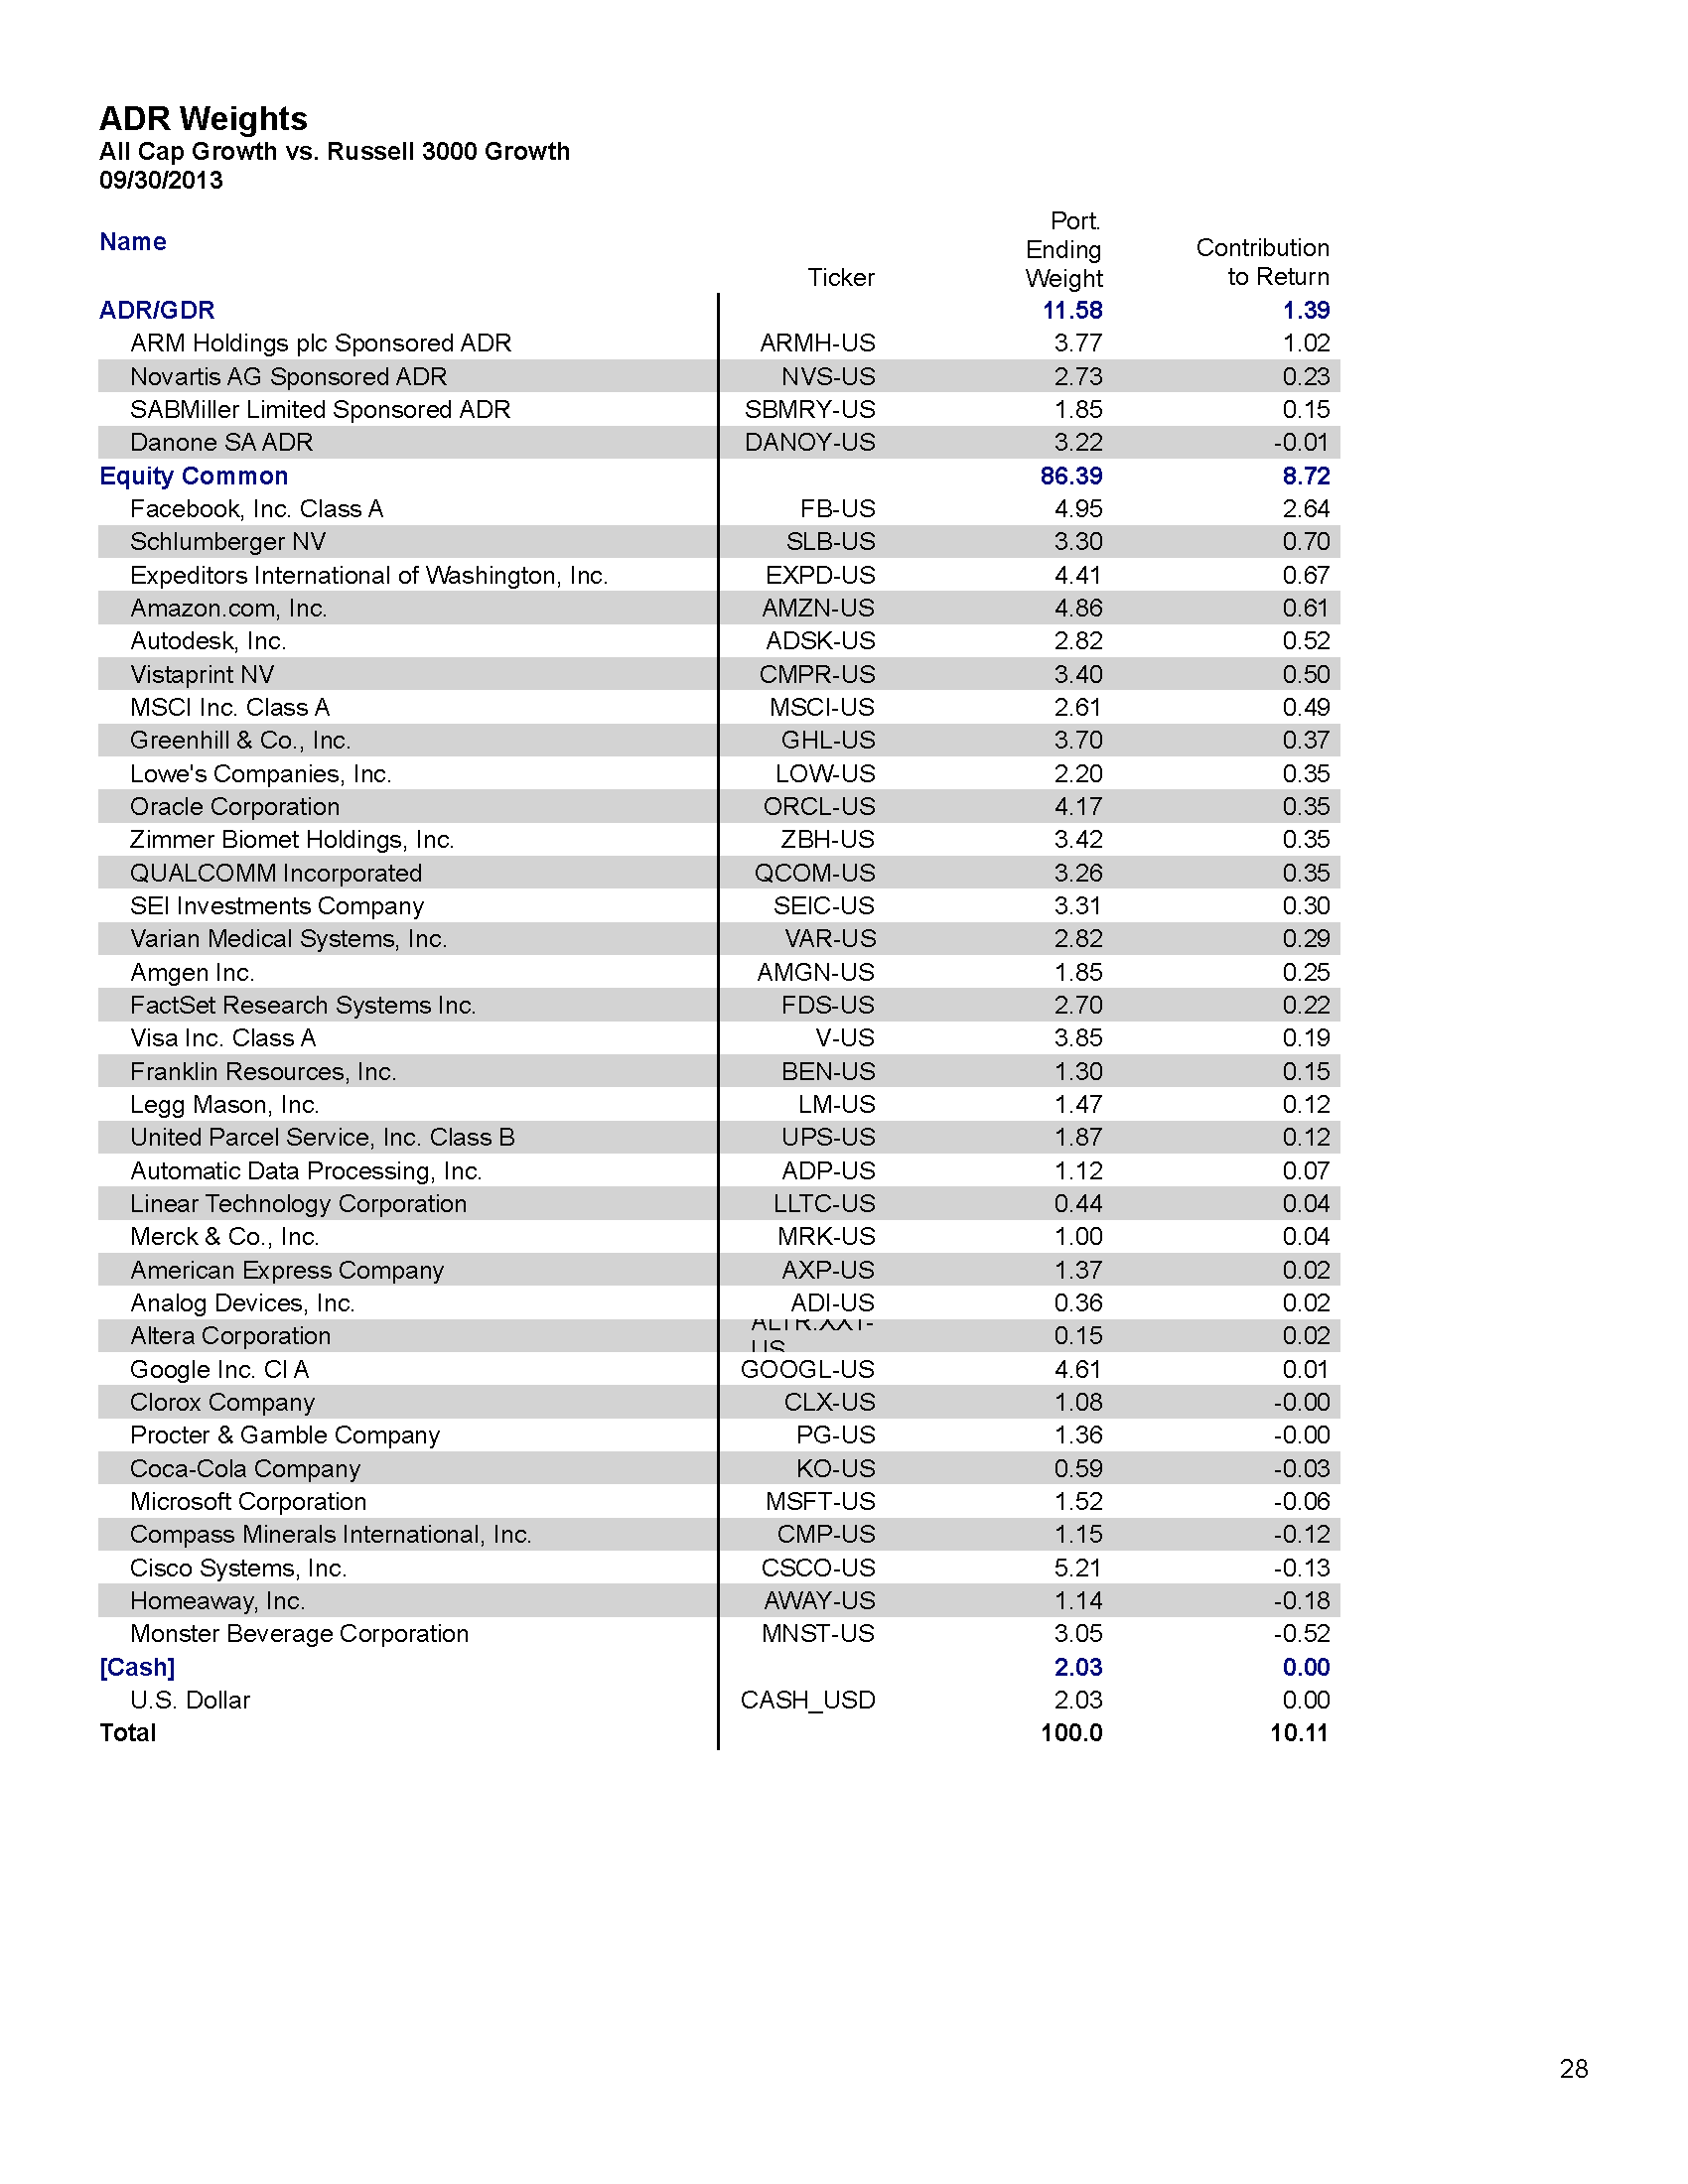 ADR Weights
All Cap Growth vs. Russell 3000 Growth
09/30/2013
Name Ticker Port. Ending Weight Contribution to Return
ADR/GDR 11.58 1.39
ARM Holdings plc Sponsored ADR ARMH-US 3.77 1.02
Novartis AG Sponsored ADR NVS-US 2.73 0.23
SABMiller Limited Sponsored ADR SBMRY-US 1.85 0.15
Danone SA ADR DANOY-US 3.22 -0.01
Equity Common 86.39 8.72
Facebook, Inc. Class A FB-US 4.95 2.64
Schlumberger NV SLB-US 3.30 0.70
Expeditors International of Washington, Inc. EXPD-US 4.41 0.67
Amazon.com, Inc. AMZN-US 4.86 0.61
Autodesk, Inc. ADSK-US 2.82 0.52
Vistaprint NV CMPR-US 3.40 0.50
MSCI Inc. Class A MSCI-US 2.61 0.49
Greenhill & Co., Inc. GHL-US 3.70 0.37
Lowe's Companies, Inc. LOW-US 2.20 0.35
Oracle Corporation ORCL-US 4.17 0.35
Zimmer Biomet Holdings, Inc. ZBH-US 3.42 0.35
QUALCOMM Incorporated QCOM-US 3.26 0.35
SEI Investments Company SEIC-US 3.31 0.30
Varian Medical Systems, Inc. VAR-US 2.82 0.29
Amgen Inc. AMGN-US 1.85 0.25
FactSet Research Systems Inc. FDS-US 2.70 0.22
Visa Inc. Class A V-US 3.85 0.19
Franklin Resources, Inc. BEN-US 1.30 0.15
Legg Mason, Inc. LM-US 1.47 0.12
United Parcel Service, Inc. Class B UPS-US 1.87 0.12
Automatic Data Processing, Inc. ADP-US 1.12 0.07
Linear Technology Corporation LLTC-US 0.44 0.04
Merck & Co., Inc. MRK-US 1.00 0.04
American Express Company AXP-US 1.37 0.02
Analog Devices, Inc. ADI-US 0.36 0.02
Altera Corporation 0.15 0.02
Google Inc. Cl A GOOGL-US 4.61 0.01
Clorox Company CLX-US 1.08 -0.00
Procter & Gamble Company PG-US 1.36 -0.00
Coca-Cola Company KO-US 0.59 -0.03
Microsoft Corporation MSFT-US 1.52 -0.06
Compass Minerals International, Inc. CMP-US 1.15 -0.12
Cisco Systems, Inc. CSCO-US 5.21 -0.13
Homeaway, Inc. AWAY-US 1.14 -0.18
Monster Beverage Corporation MNST-US 3.05 -0.52
[Cash] 2.03 0.00
U.S. Dollar CASH_USD 2.03 0.00
Total 100.0 10.11
28